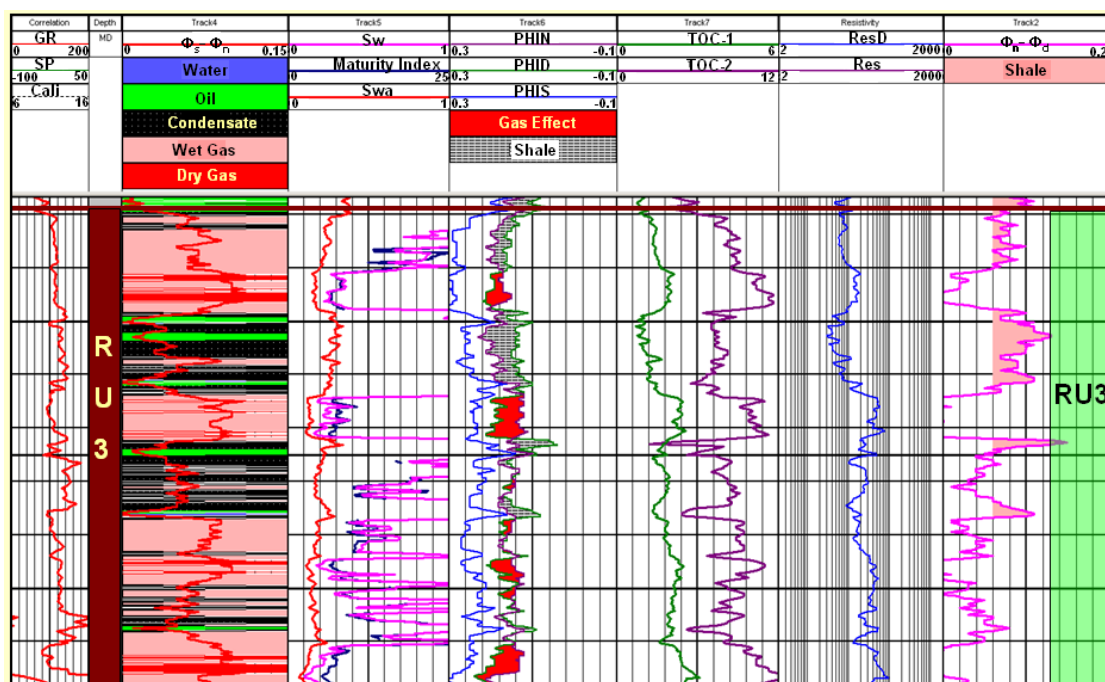 Correlation Depth Track4 Track5 Track6 Track7 Resistivity Track2
GR MD Φs- Φn Sw PHIN TOC-1 ResD Φn- Φd
0 200 0 0.15 0 1 0.3 -0.1 0 6 2 2000 0 0.2
SP Water Maturity Index PHID TOC-2 Res Shale
-100 50 0 25 0.3 -0.1 0 12 2 2000
Cali Oil Swa PHIS
6 16 0 1 0.3 -0.1
Condensate Gas Effect
Wet Gas Shale
Dry Gas
R
U
3
RU3